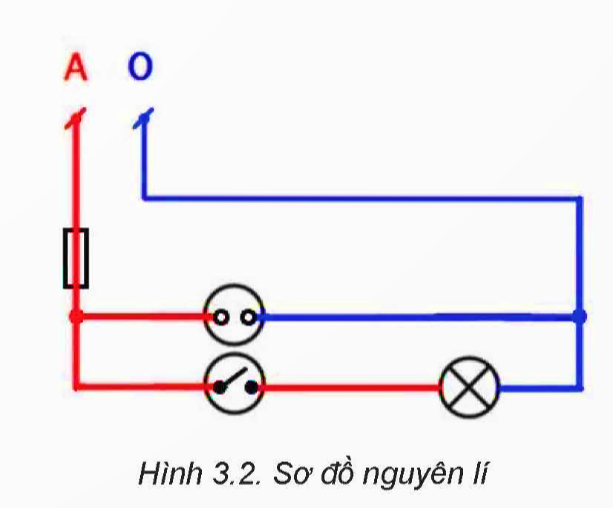 A O
Hình 3.2. Sơ đồ nguyên lí